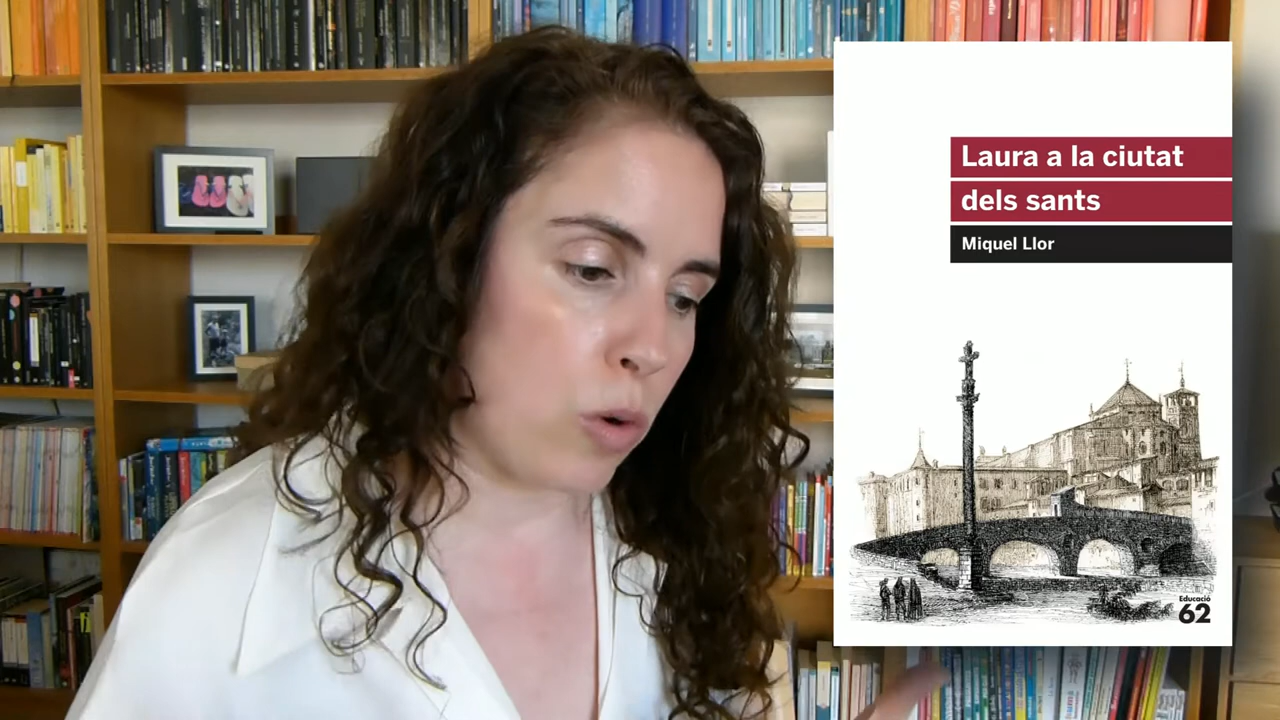 Laura a la ciutat
dels sants
Miquel Llor
Educació
62